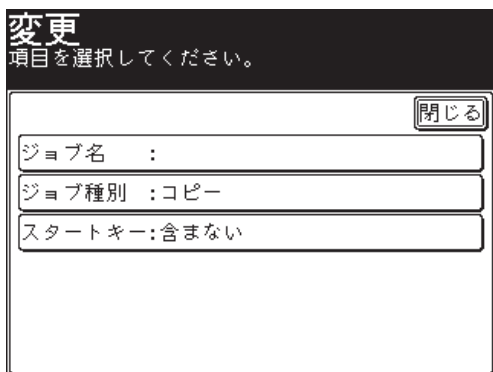 変更
項目を選択してください。
閉じる
ジョブ名　：
ジョブ種別　：コピー
スタートキー：含まない